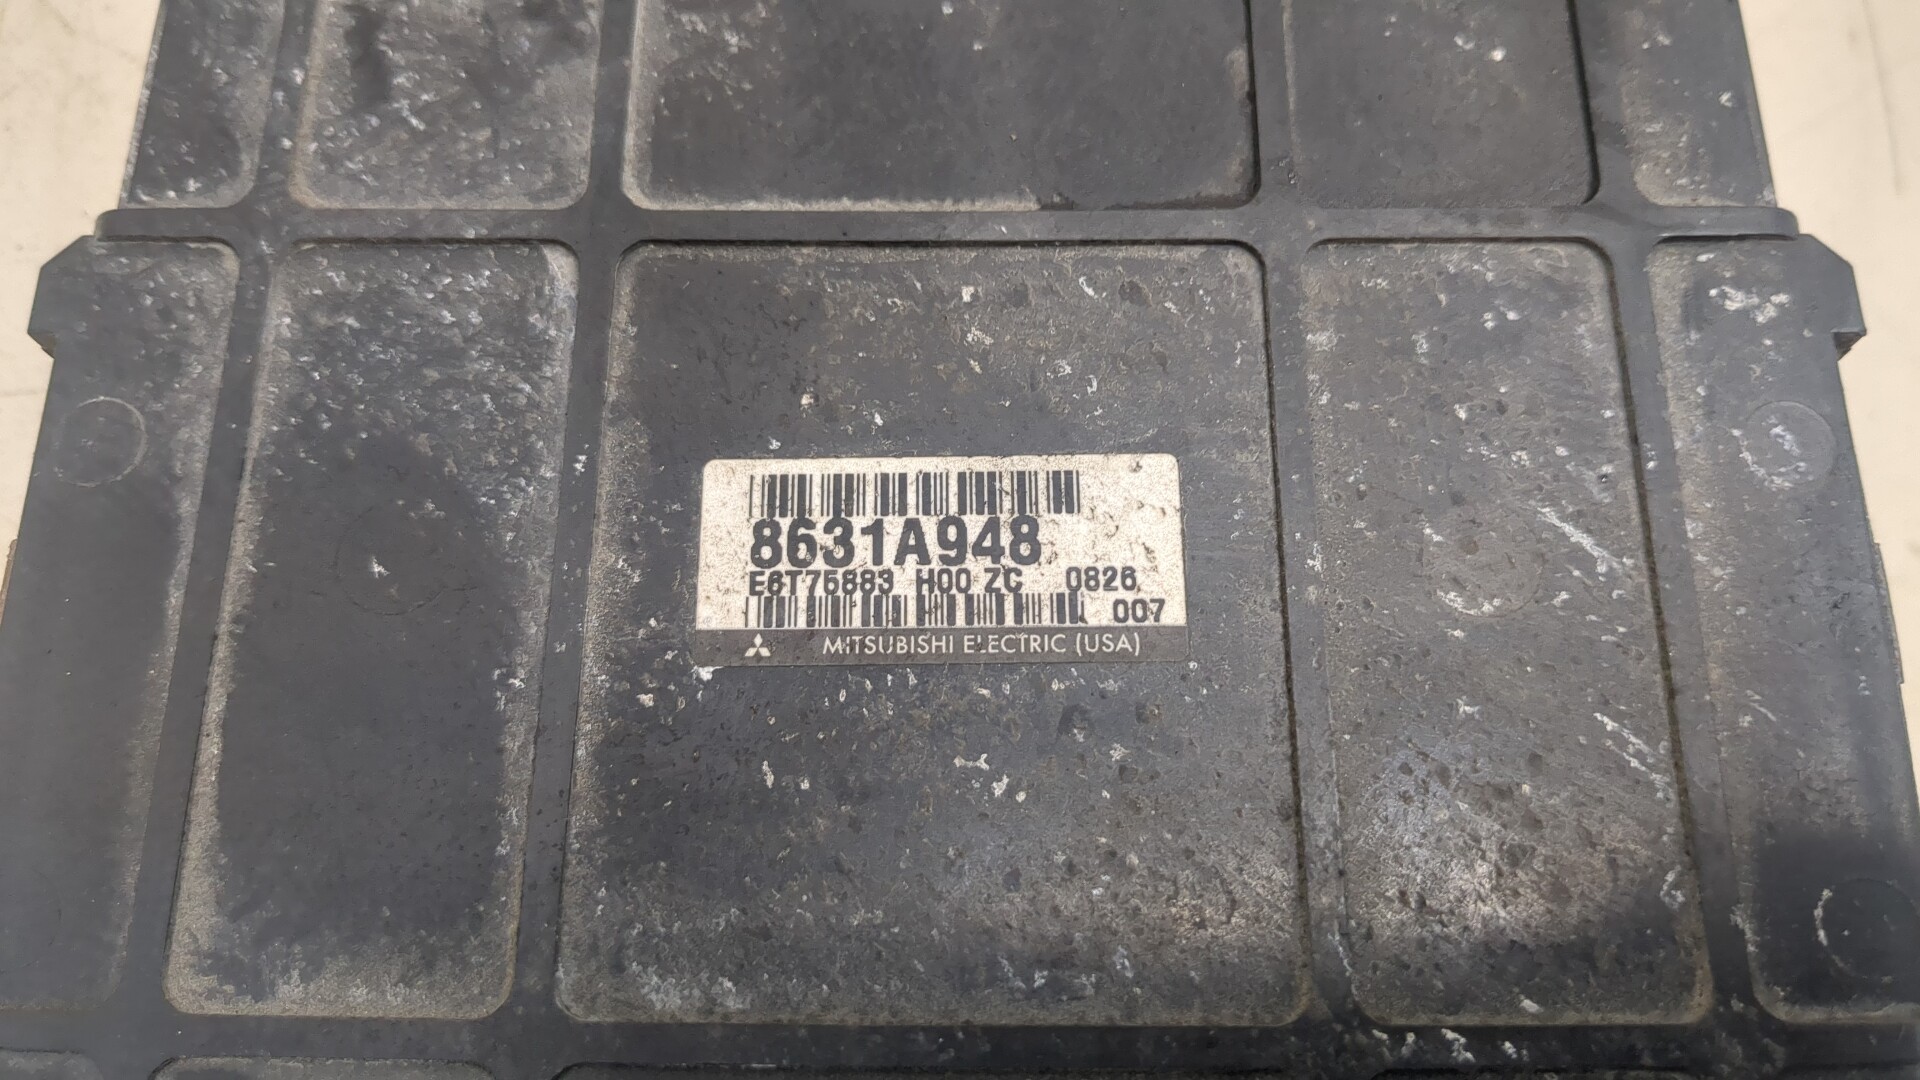 8631A948
E6T75883 H00 ZC 0826
007
MITSUBISHI ELECTRIC (USA)